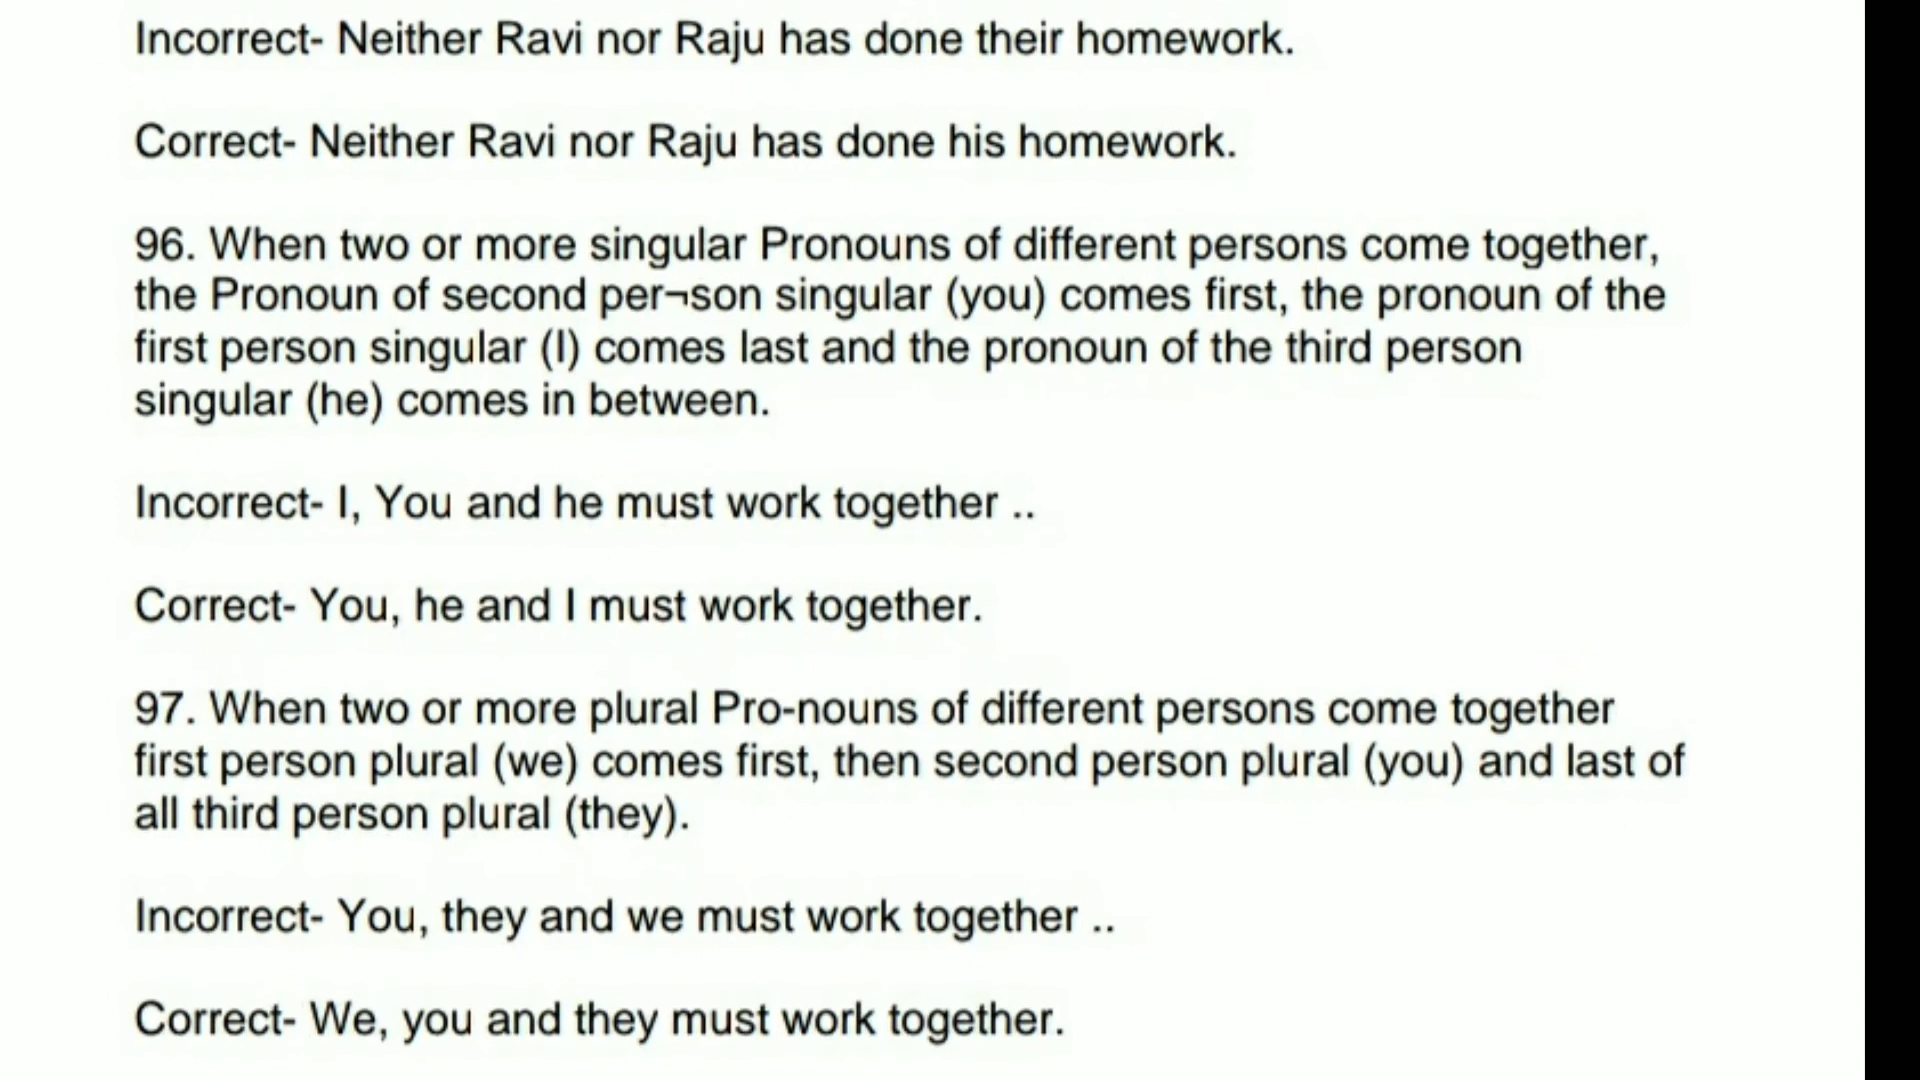 Incorrect- Neither Ravi nor Raju has done their homework.
Correct- Neither Ravi nor Raju has done his homework.
96. When two or more singular Pronouns of different persons come together,
the Pronoun of second per¬son singular (you) comes first, the pronoun of the
first person singular (I) comes last and the pronoun of the third person
singular (he) comes in between.
Incorrect- I, You and he must work together ..
Correct- You, he and I must work together.
97. When two or more plural Pro-nouns of different persons come together
first person plural (we) comes first, then second person plural (you) and last of
all third person plural (they).
Incorrect- You, they and we must work together ..
Correct- We, you and they must work together.